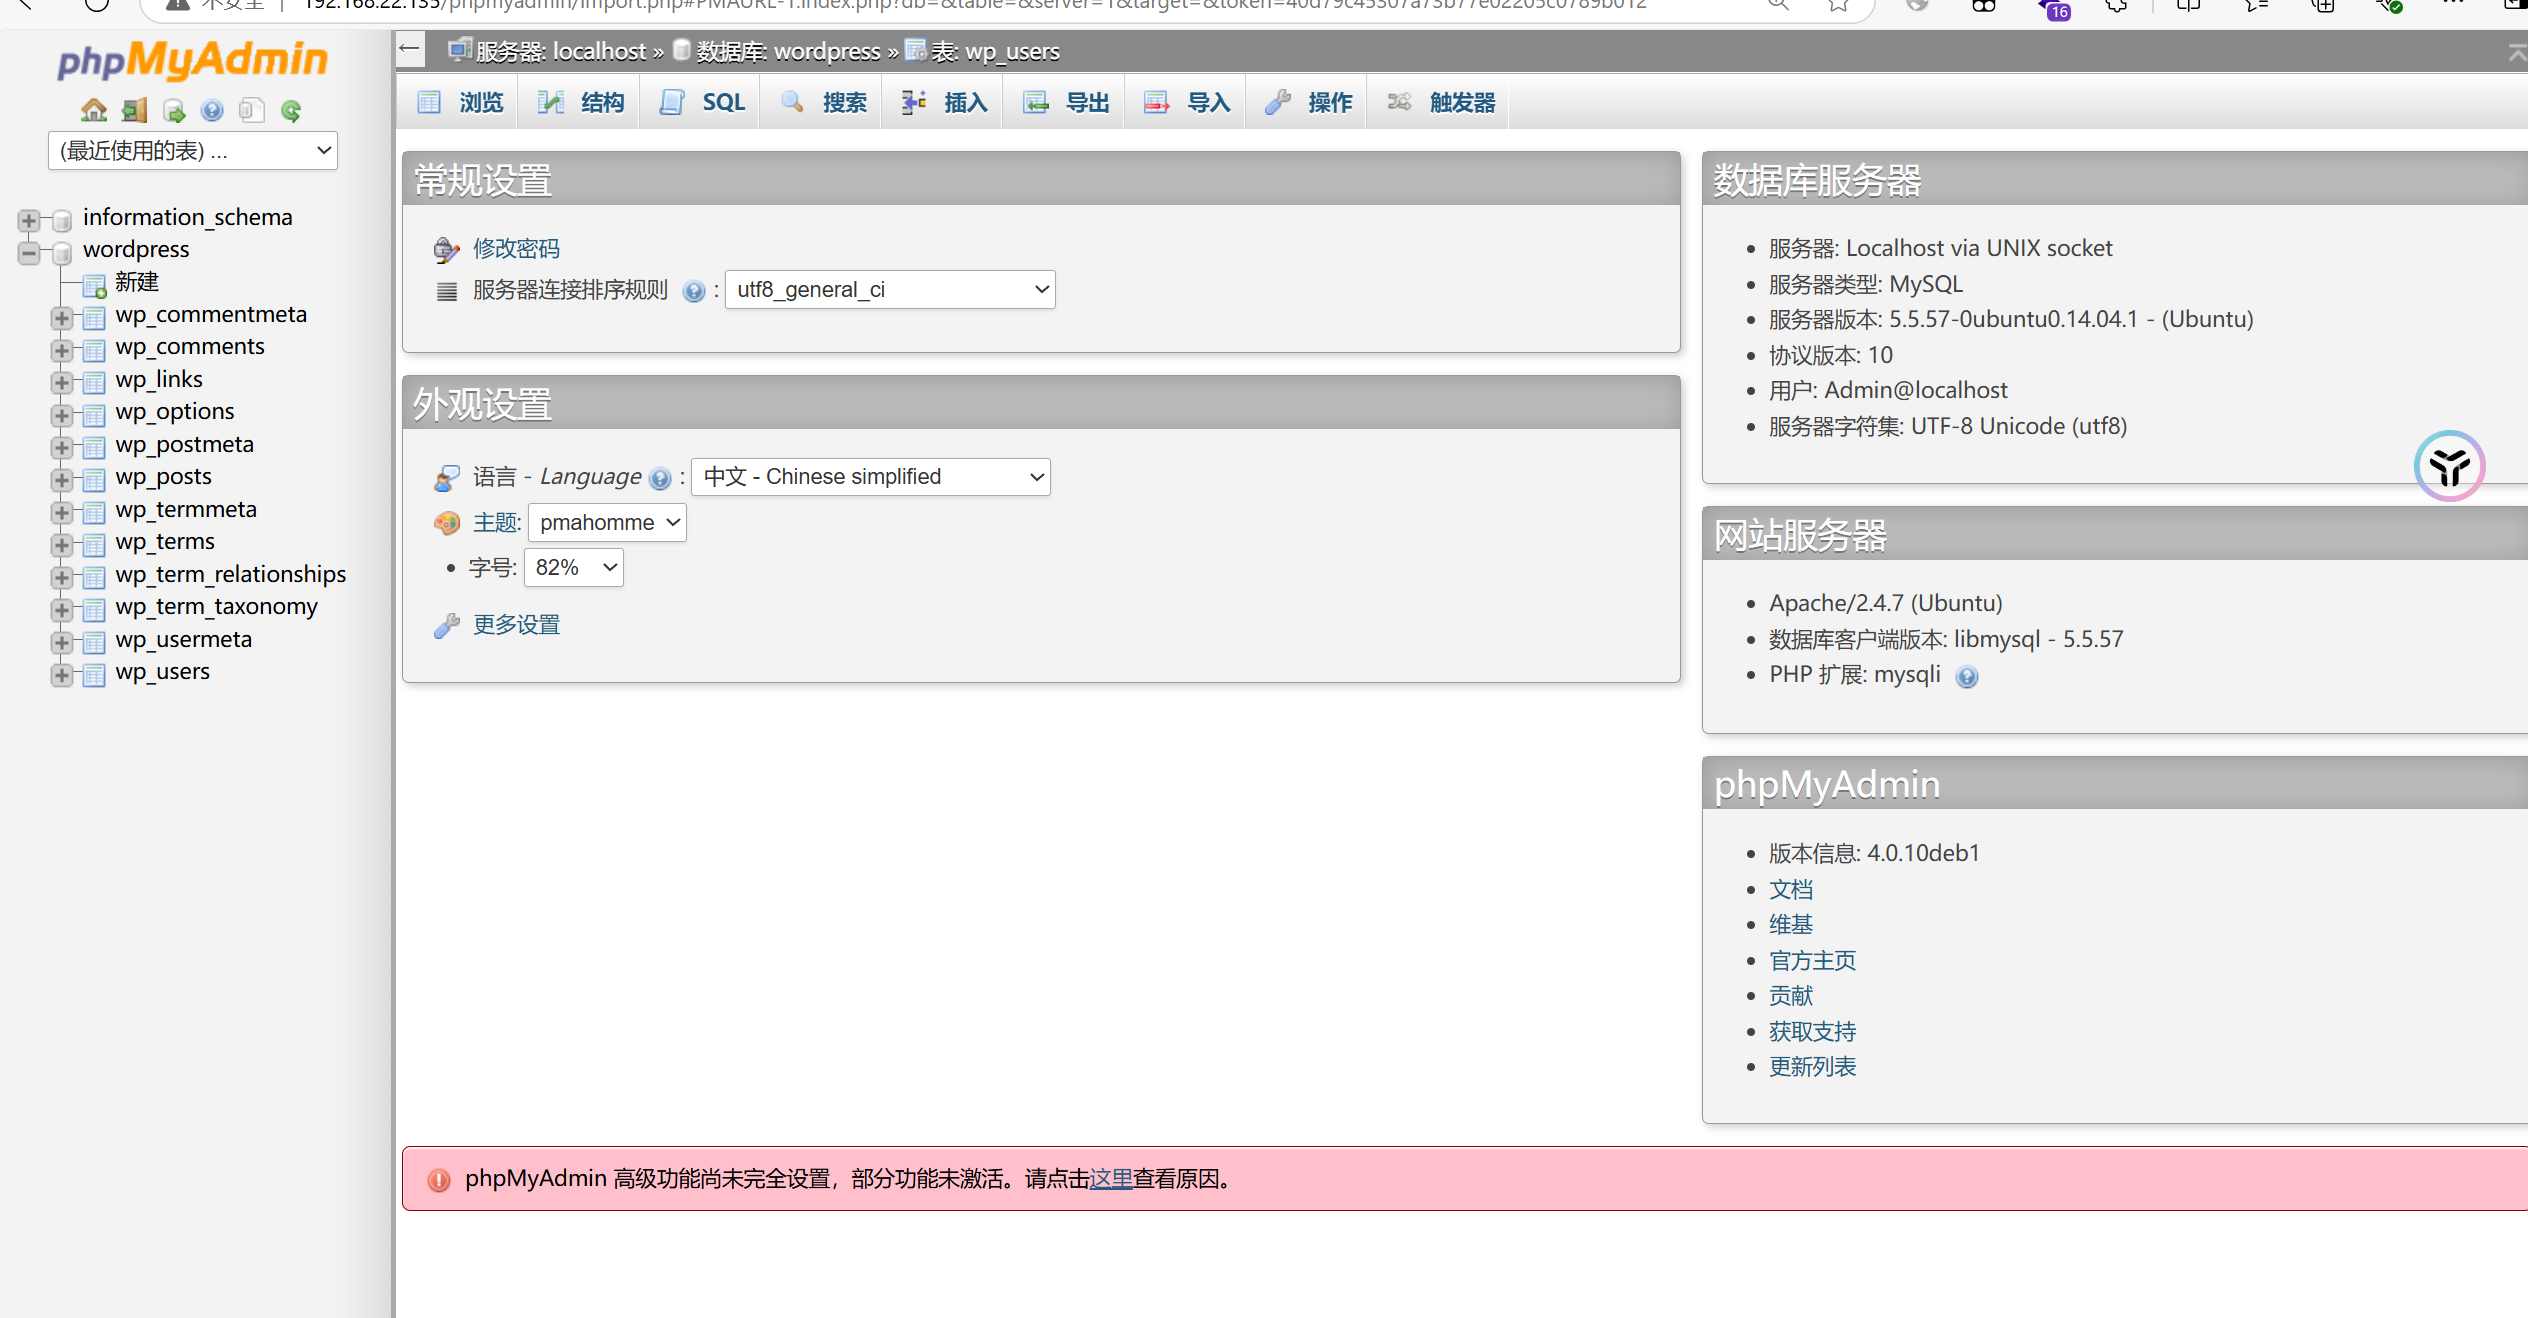 不安全 | 192.168.22.135/phpmyadmin/import.php#PMAURL-1:index.php?db=&table=&server=1&target=&token=40d79c45307a73b77e02205c0789b012
16
phpMyAdmin
(最近使用的表) ...
information_schema
wordpress
新建
wp_commentmeta
wp_comments
wp_links
wp_options
wp_postmeta
wp_posts
wp_termmeta
wp_terms
wp_term_relationships
wp_term_taxonomy
wp_usermeta
wp_users
服务器: localhost » 数据库: wordpress » 表: wp_users
浏览 结构 SQL 搜索 插入 导出 导入 操作 触发器
常规设置
修改密码
服务器连接排序规则 : utf8_general_ci
外观设置
语言 - Language : 中文 - Chinese simplified
主题: pmahomme
• 字号: 82%
更多设置
数据库服务器
• 服务器: Localhost via UNIX socket
• 服务器类型: MySQL
• 服务器版本: 5.5.57-0ubuntu0.14.04.1 - (Ubuntu)
• 协议版本: 10
• 用户: Admin@localhost
• 服务器字符集: UTF-8 Unicode (utf8)
网站服务器
• Apache/2.4.7 (Ubuntu)
• 数据库客户端版本: libmysql - 5.5.57
• PHP 扩展: mysqli
phpMyAdmin
• 版本信息: 4.0.10deb1
• 文档
• 维基
• 官方主页
• 贡献
• 获取支持
• 更新列表
phpMyAdmin 高级功能尚未完全设置，部分功能未激活。请点击这里查看原因。